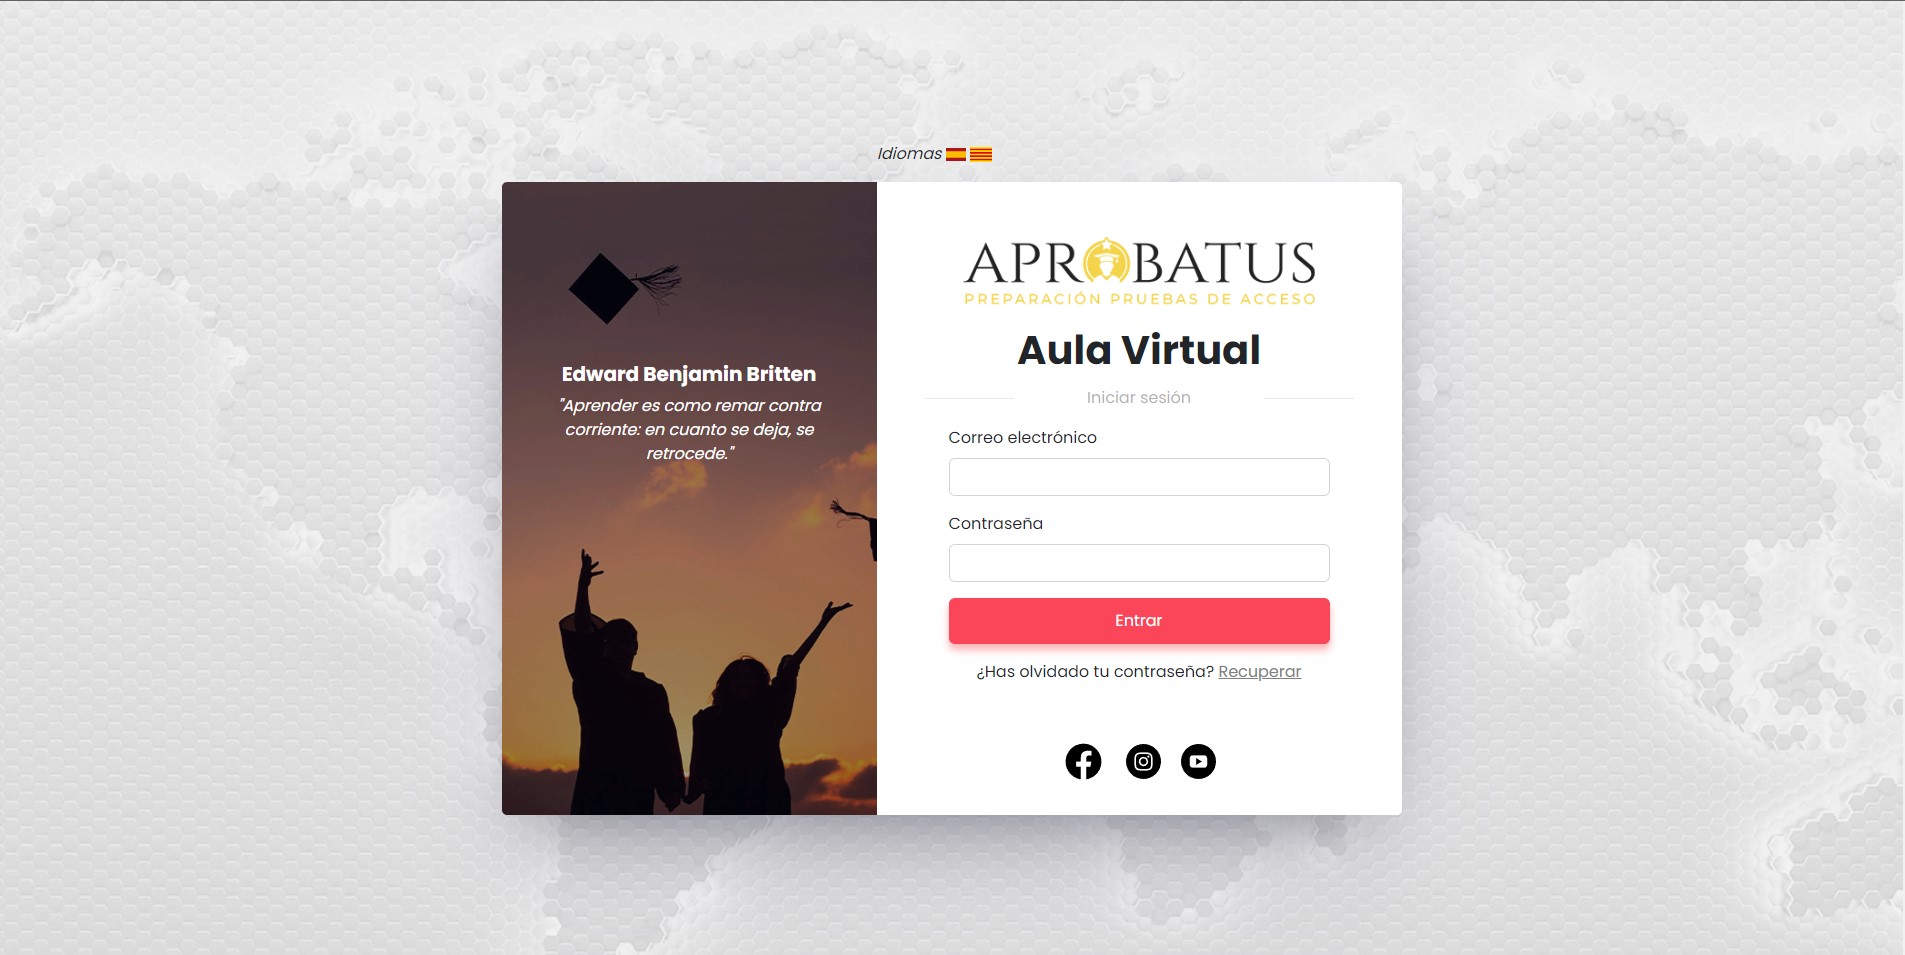 Idiomas
Edward Benjamin Britten
"Aprender es como remar contra
corriente: en cuanto se deja, se
retrocede."
APROBATUS
PREPARACIÓN PRUEBAS DE ACCESO
Aula Virtual
Iniciar sesión
Correo electrónico
Contraseña
Entrar
¿Has olvidado tu contraseña? Recuperar